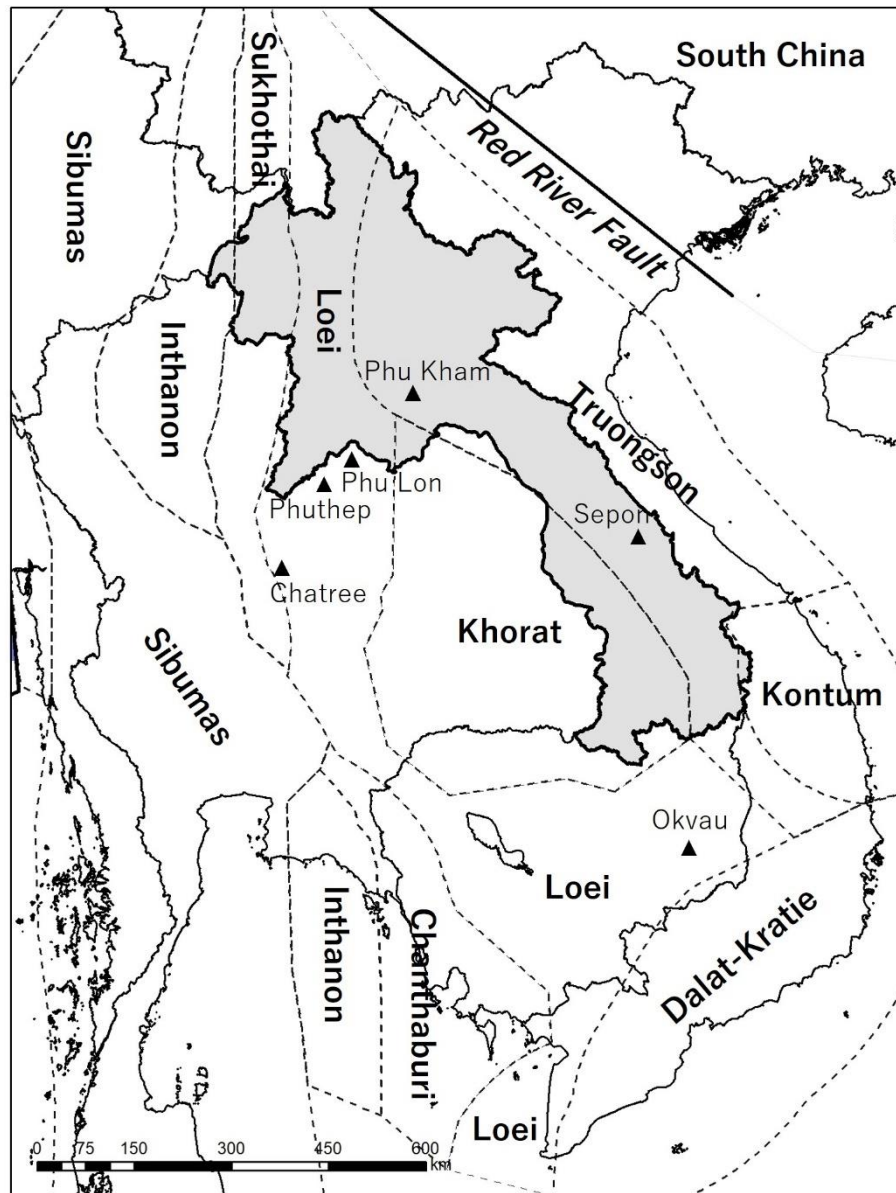 South China
Sukhothai
Sibumas
Red River Fault
Loei
Inthanon
Phu Kham
Truongson
Phu Lon
Phuthep
Sepon
Chatree
Khorat
Sibumas
Kontum
Okvau
Loei
Inthanon
Chanthaburi
Dalat-Kratie
Loei
0 75 150 300 450 600
km